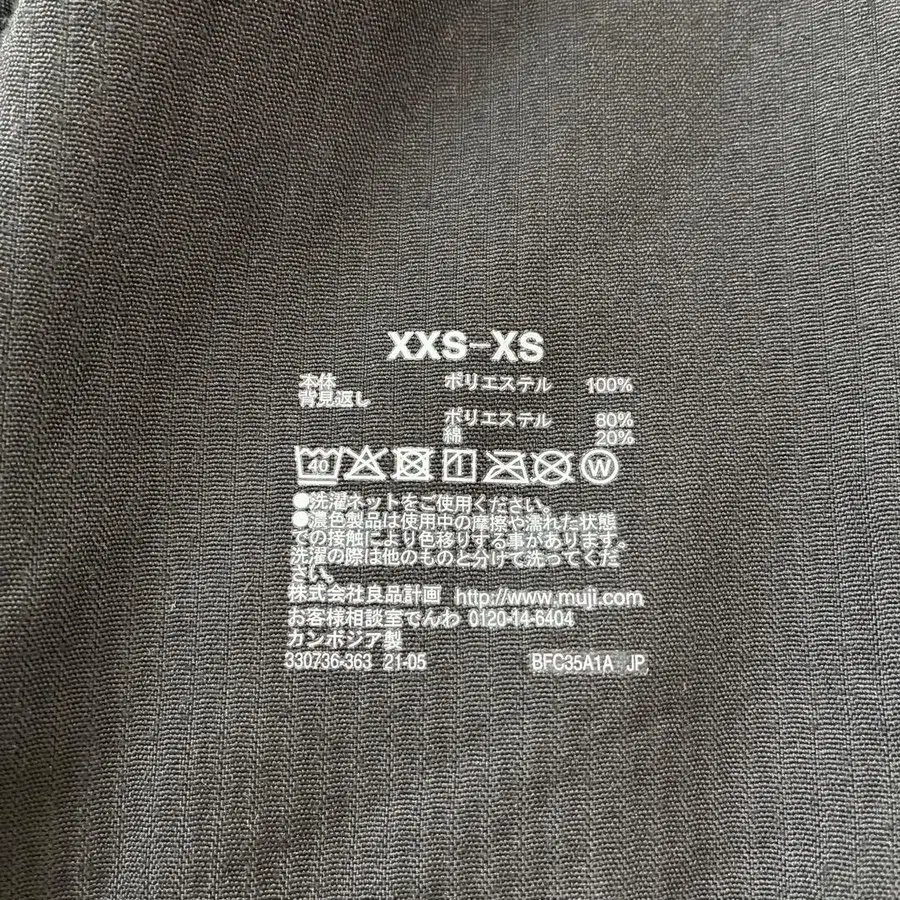 XXS-XS
本体 ポリエステル 100%
背見返し
ポリエステル 80%
綿 20%
40 W
●洗濯ネットをご使用ください。
●濃色製品は使用中の摩擦や濡れた状態
での接触により色移りする事があります。
洗濯の際は他のものと分けて洗ってくだ
さい。
株式会社良品計画 http://www.muji.com
お客様相談室でんわ 0120-14-6404
カンボジア製
330736-363 21-05 BFC35A1A JP